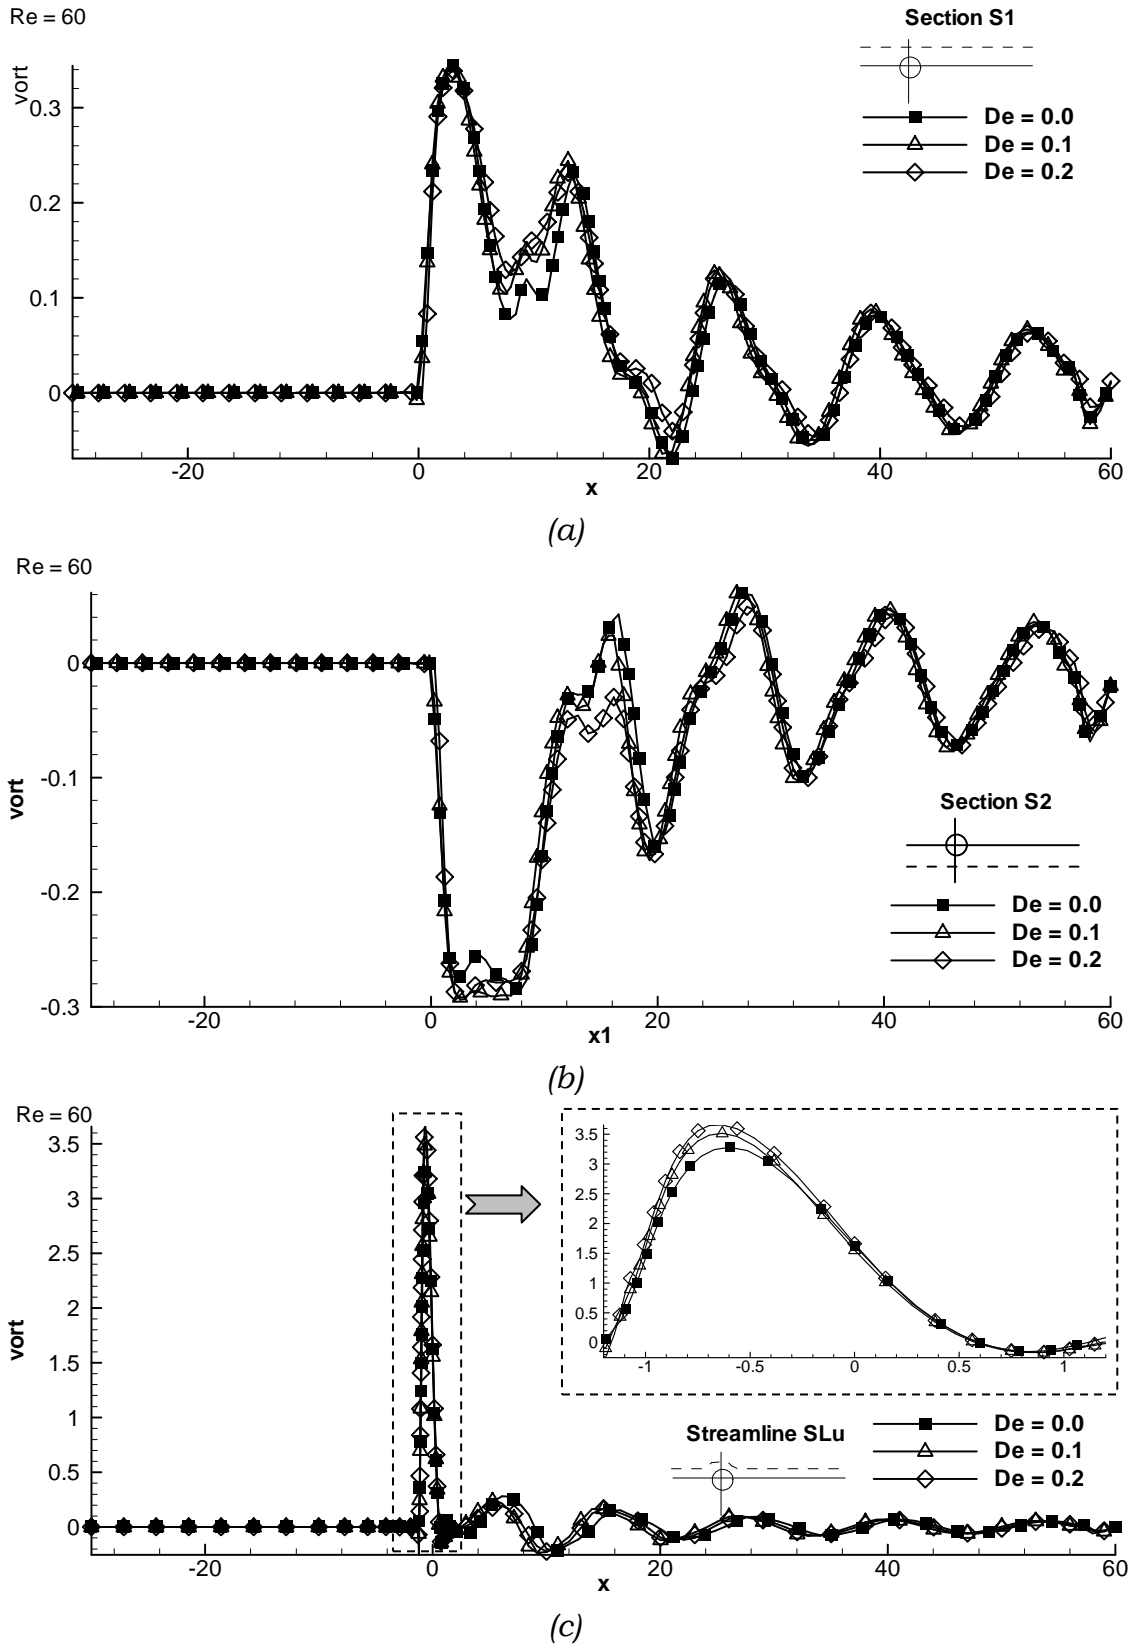 Re = 60
Section S1
vort
0.3
De = 0.0
De = 0.1
De = 0.2
0.2
0.1
0
-20 0 20 40 60
x
(a)
Re = 60
0
-0.1
vort
Section S2
-0.2
De = 0.0
De = 0.1
De = 0.2
-0.3
-20 0 20 40 60
x1
(b)
Re = 60
3.5
3
2.5
2
1.5
1
0.5
0
vort
3.5
3
2.5
2
1.5
1
0.5
0
-1 -0.5 0 0.5 1
Streamline SLu
De = 0.0
De = 0.1
De = 0.2
-20 0 20 40 60
x
(c)